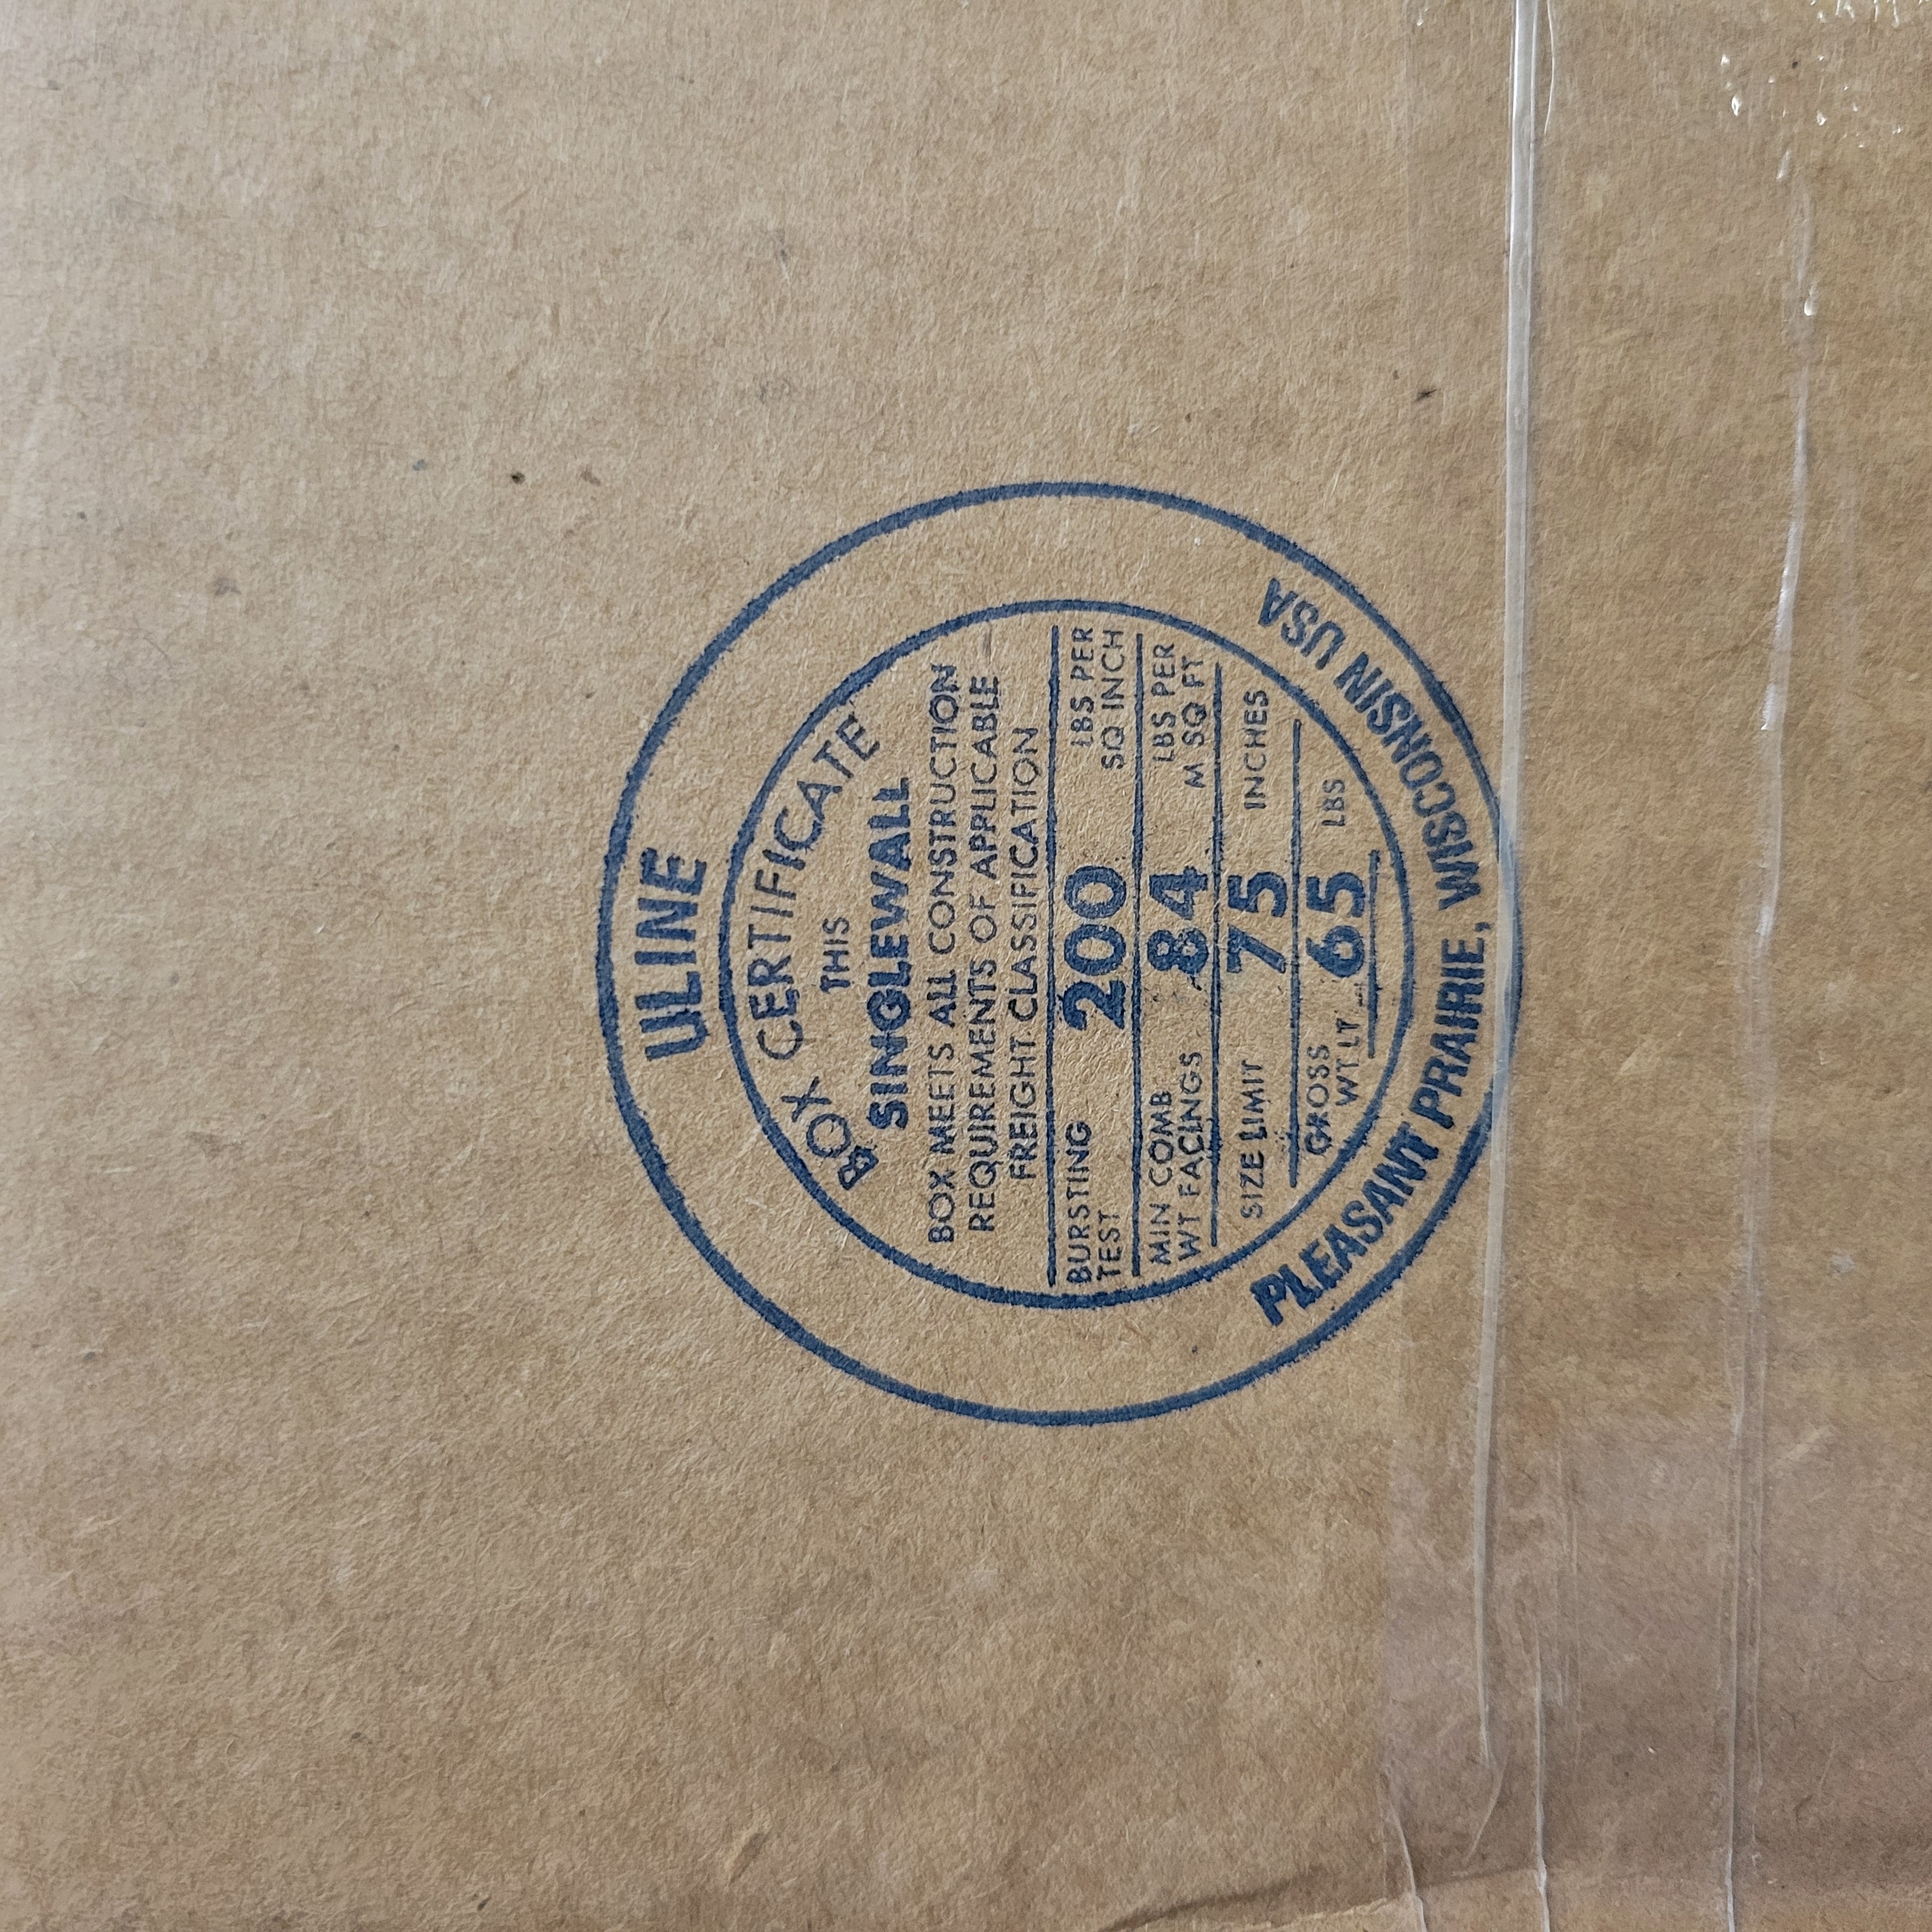 ULINE
BOX CERTIFICATE
THIS
SINGLEWALL
BOX MEETS ALL CONSTRUCTION
REQUIREMENTS OF APPLICABLE
FREIGHT CLASSIFICATION
BURSTING TEST 200 LBS PER SQ INCH
MIN COMB WT FACINGS 84 LBS PER M SQ FT
SIZE LIMIT 75 INCHES
GROSS WT LT 65 LBS
PLEASANT PRAIRIE, WISCONSIN USA